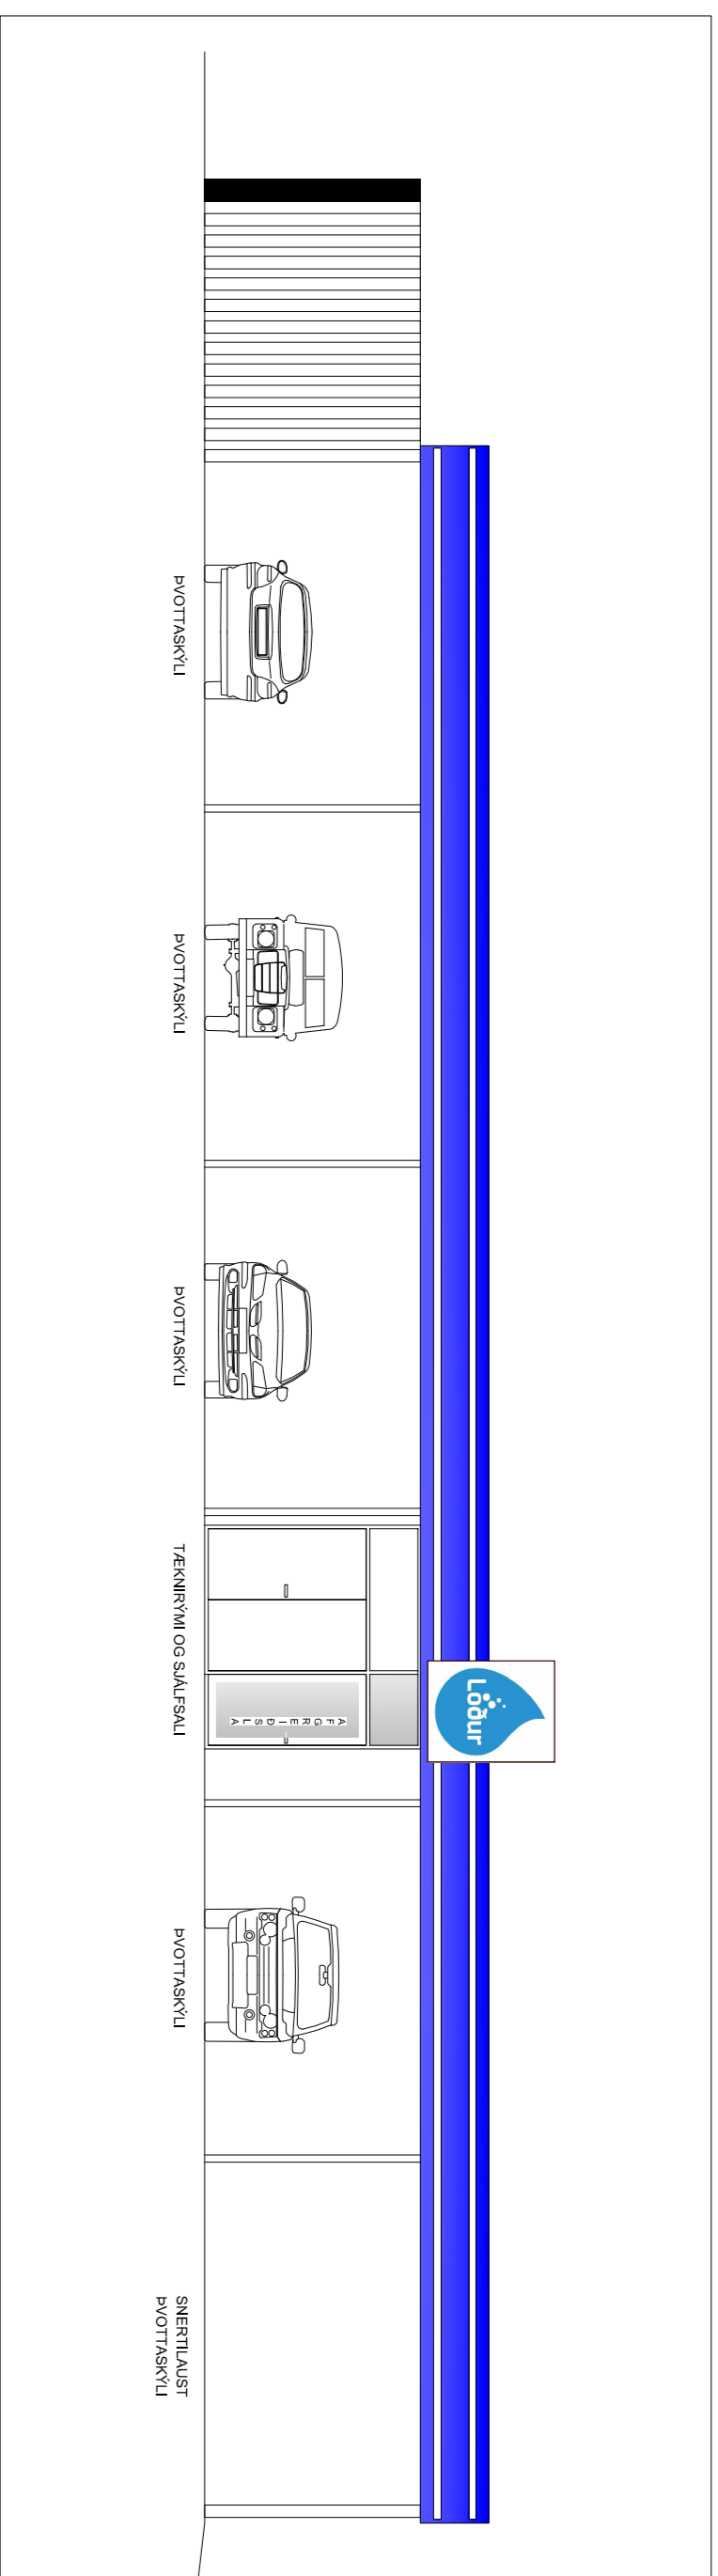 ÞVOTTASKÝLI
ÞVOTTASKÝLI
ÞVOTTASKÝLI
TÆKNIRÝMI OG SJÁLFSALI
AFGREIÐSLA
Löður
ÞVOTTASKÝLI
SNERTILAUST
ÞVOTTASKÝLI